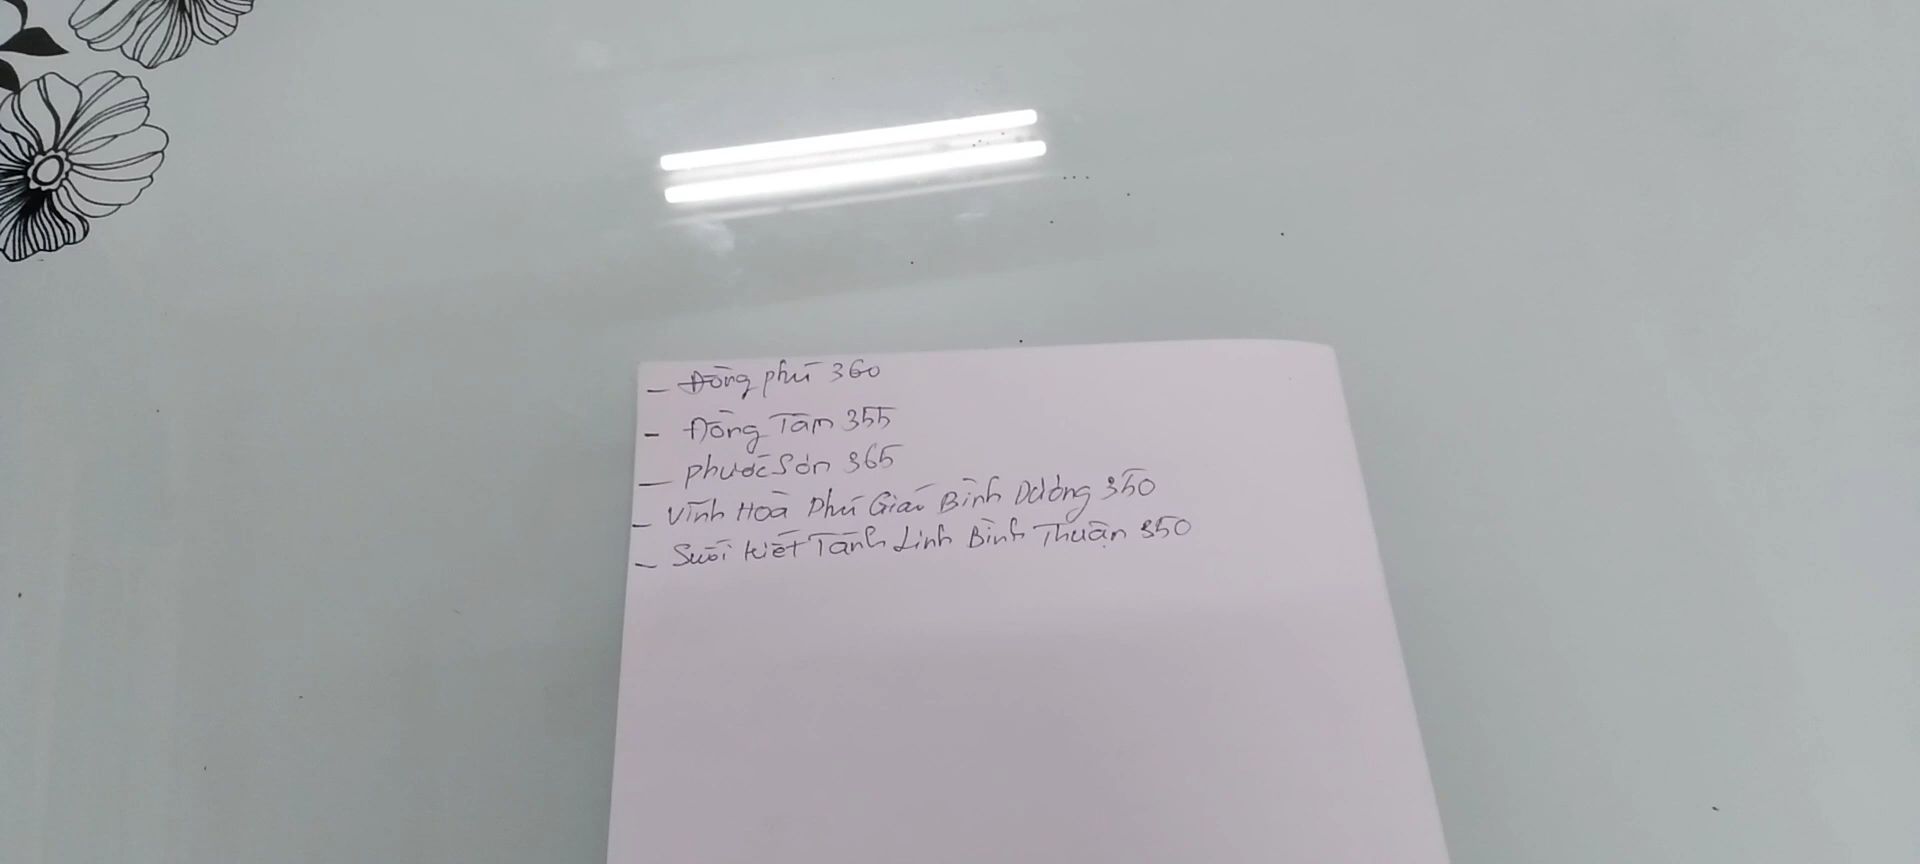 - Đồng phú 360
- Đồng Tâm 355
- Phước Sơn 365
- Vĩnh Hoà Phú Giáo Bình Dương 350
- Suối Kiết Tánh Linh Bình Thuận 350